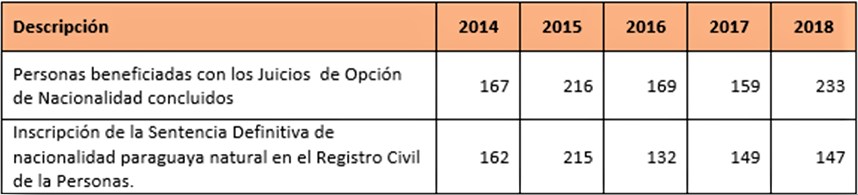 Descripción 2014 2015 2016 2017 2018
Personas beneficiadas con los Juicios de Opción
de Nacionalidad concluidos 167 216 169 159 233
Inscripción de la Sentencia Definitiva de
nacionalidad paraguaya natural en el Registro Civil 162 215 132 149 147
de la Personas.